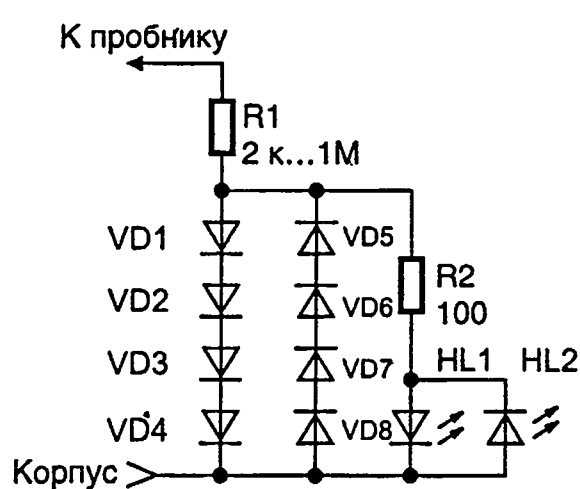 К пробнику
R1
2 к...1М
VD1
VD5
VD2
VD6
R2
100
VD3
VD7
HL1
HL2
VD4
VD8
Корпус